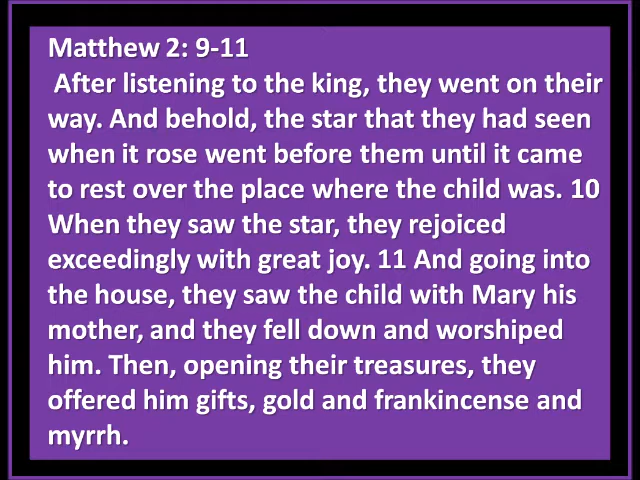 Matthew 2: 9-11
After listening to the king, they went on their
way. And behold, the star that they had seen
when it rose went before them until it came
to rest over the place where the child was. 10
When they saw the star, they rejoiced
exceedingly with great joy. 11 And going into
the house, they saw the child with Mary his
mother, and they fell down and worshiped
him. Then, opening their treasures, they
offered him gifts, gold and frankincense and
myrrh.